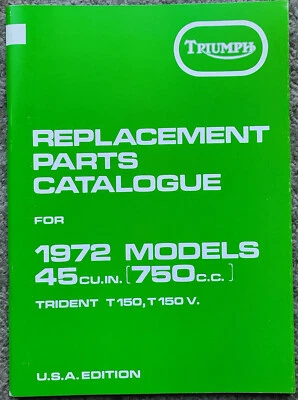 TRIUMPH
REPLACEMENT
PARTS
CATALOGUE
FOR
1972 MODELS
45 CU.IN. [750 C.C.]
TRIDENT T150, T150 V.
U.S.A. EDITION